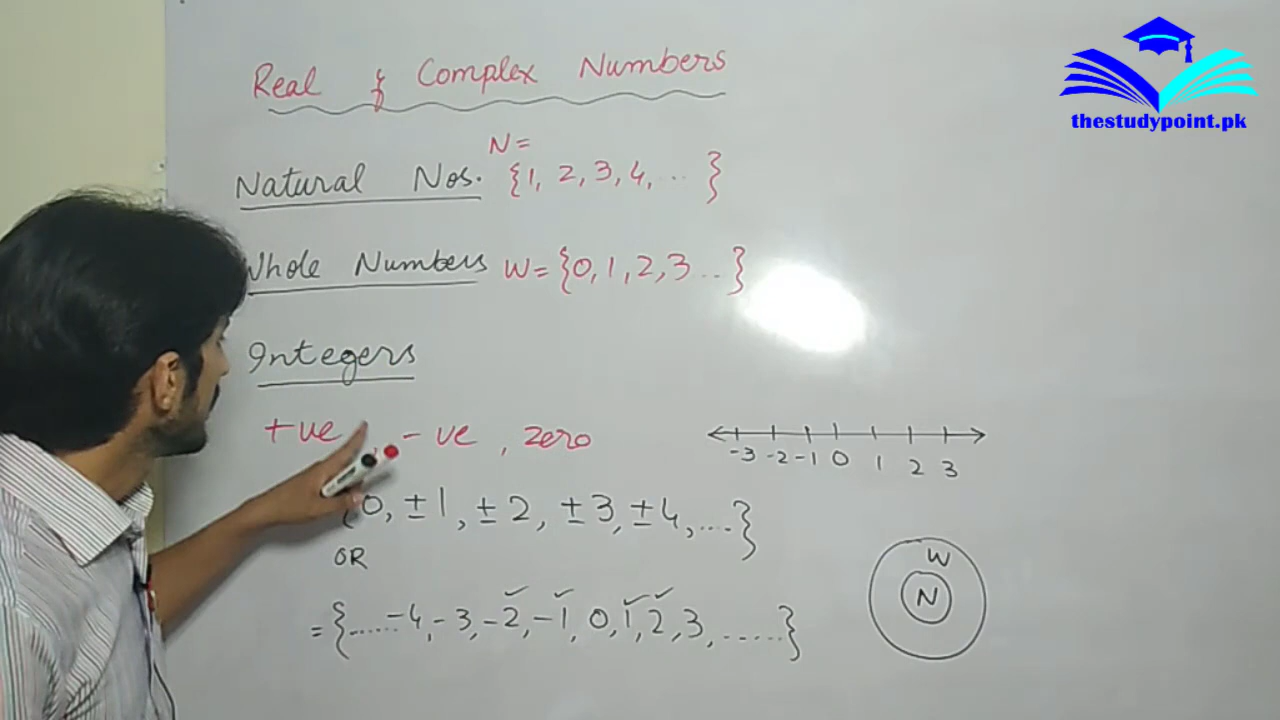 Real & Complex Numbers
thestudypoint.pk
N=
Natural Nos. {1, 2, 3, 4, ... }
Whole Numbers W = {0, 1, 2, 3 .. }
Integers
+ve , -ve , zero
-3 -2 -1 0 1 2 3
{0, ±1, ±2, ±3, ±4, ....}
OR
= {......-4, -3, -2, -1, 0, 1, 2, 3, ......}
W
N